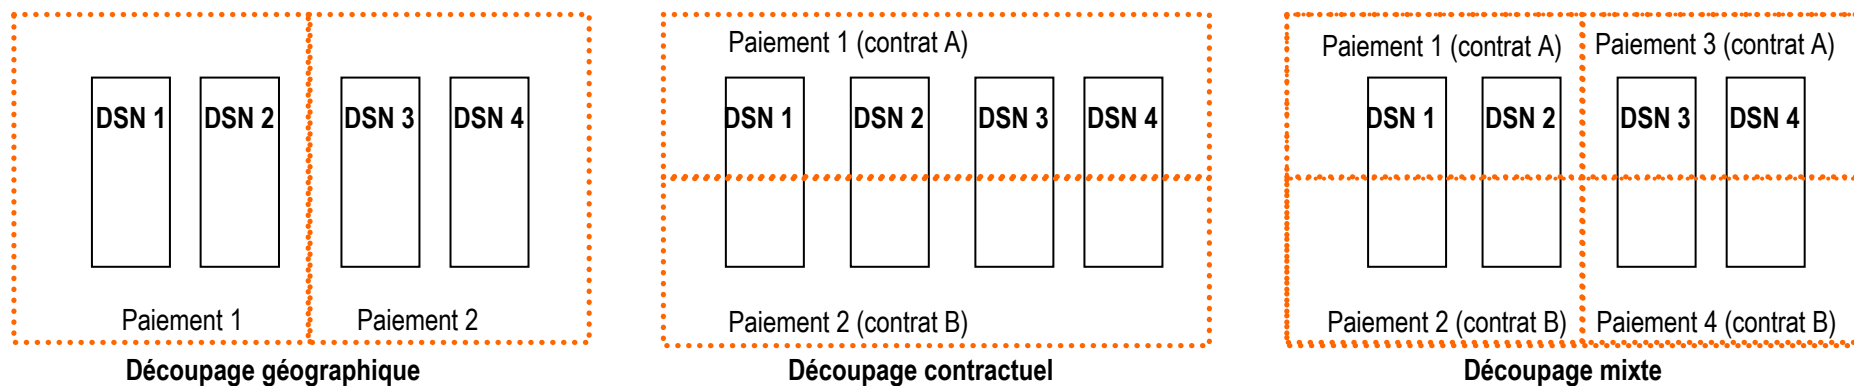 DSN 1 DSN 2 DSN 3 DSN 4
Paiement 1 Paiement 2
Découpage géographique
Paiement 1 (contrat A)
DSN 1 DSN 2 DSN 3 DSN 4
Paiement 2 (contrat B)
Découpage contractuel
Paiement 1 (contrat A) Paiement 3 (contrat A)
DSN 1 DSN 2 DSN 3 DSN 4
Paiement 2 (contrat B) Paiement 4 (contrat B)
Découpage mixte